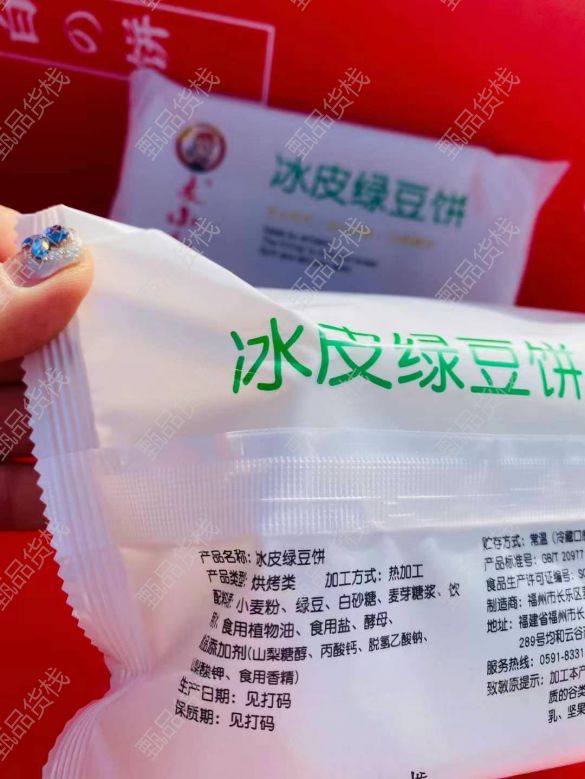 の
饼
冰皮绿豆饼
冰皮绿豆饼
产品名称：冰皮绿豆饼
产品类型：烘烤类 加工方式：热加工
配料：小麦粉、绿豆、白砂糖、麦芽糖浆、饮
用、食用植物油、食用盐、酵母、
食品添加剂(山梨糖醇、丙酸钙、脱氢乙酸钠、
山梨酸钾、食用香精)
生产日期：见打码
保质期：见打码
贮存方式：常温 (冷藏口
产品标准号：GB/T 20977
食品生产许可证编号：S
制造商：福州市长乐区
地址：福建省福州市长
289号均和云谷
服务热线：0591-8331
致敏原提示：加工本产
质的谷类
乳、坚果
甄品货栈